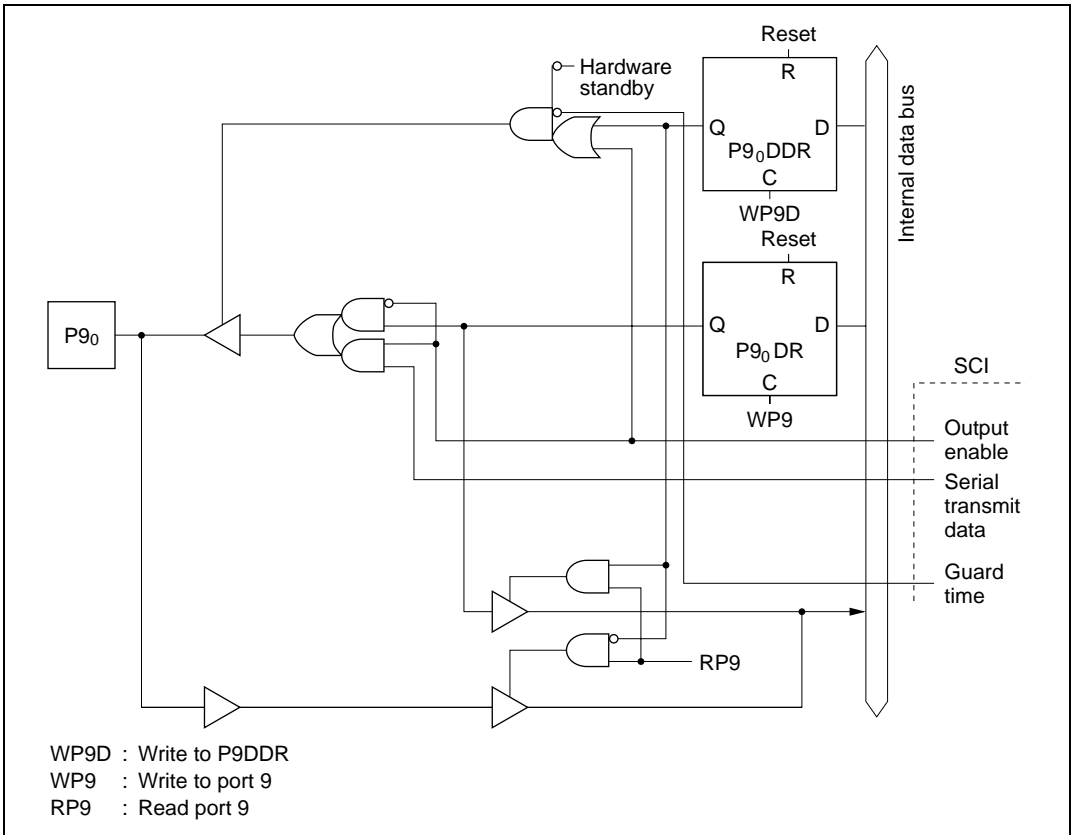 Reset
Hardware
standby
R
Q
D
P9₀DDR
C
WP9D
Internal data bus
Reset
R
Q
D
P9₀DR
C
WP9
P9₀
SCI
Output
enable
Serial
transmit
data
Guard
time
RP9
WP9D : Write to P9DDR
WP9 : Write to port 9
RP9 : Read port 9